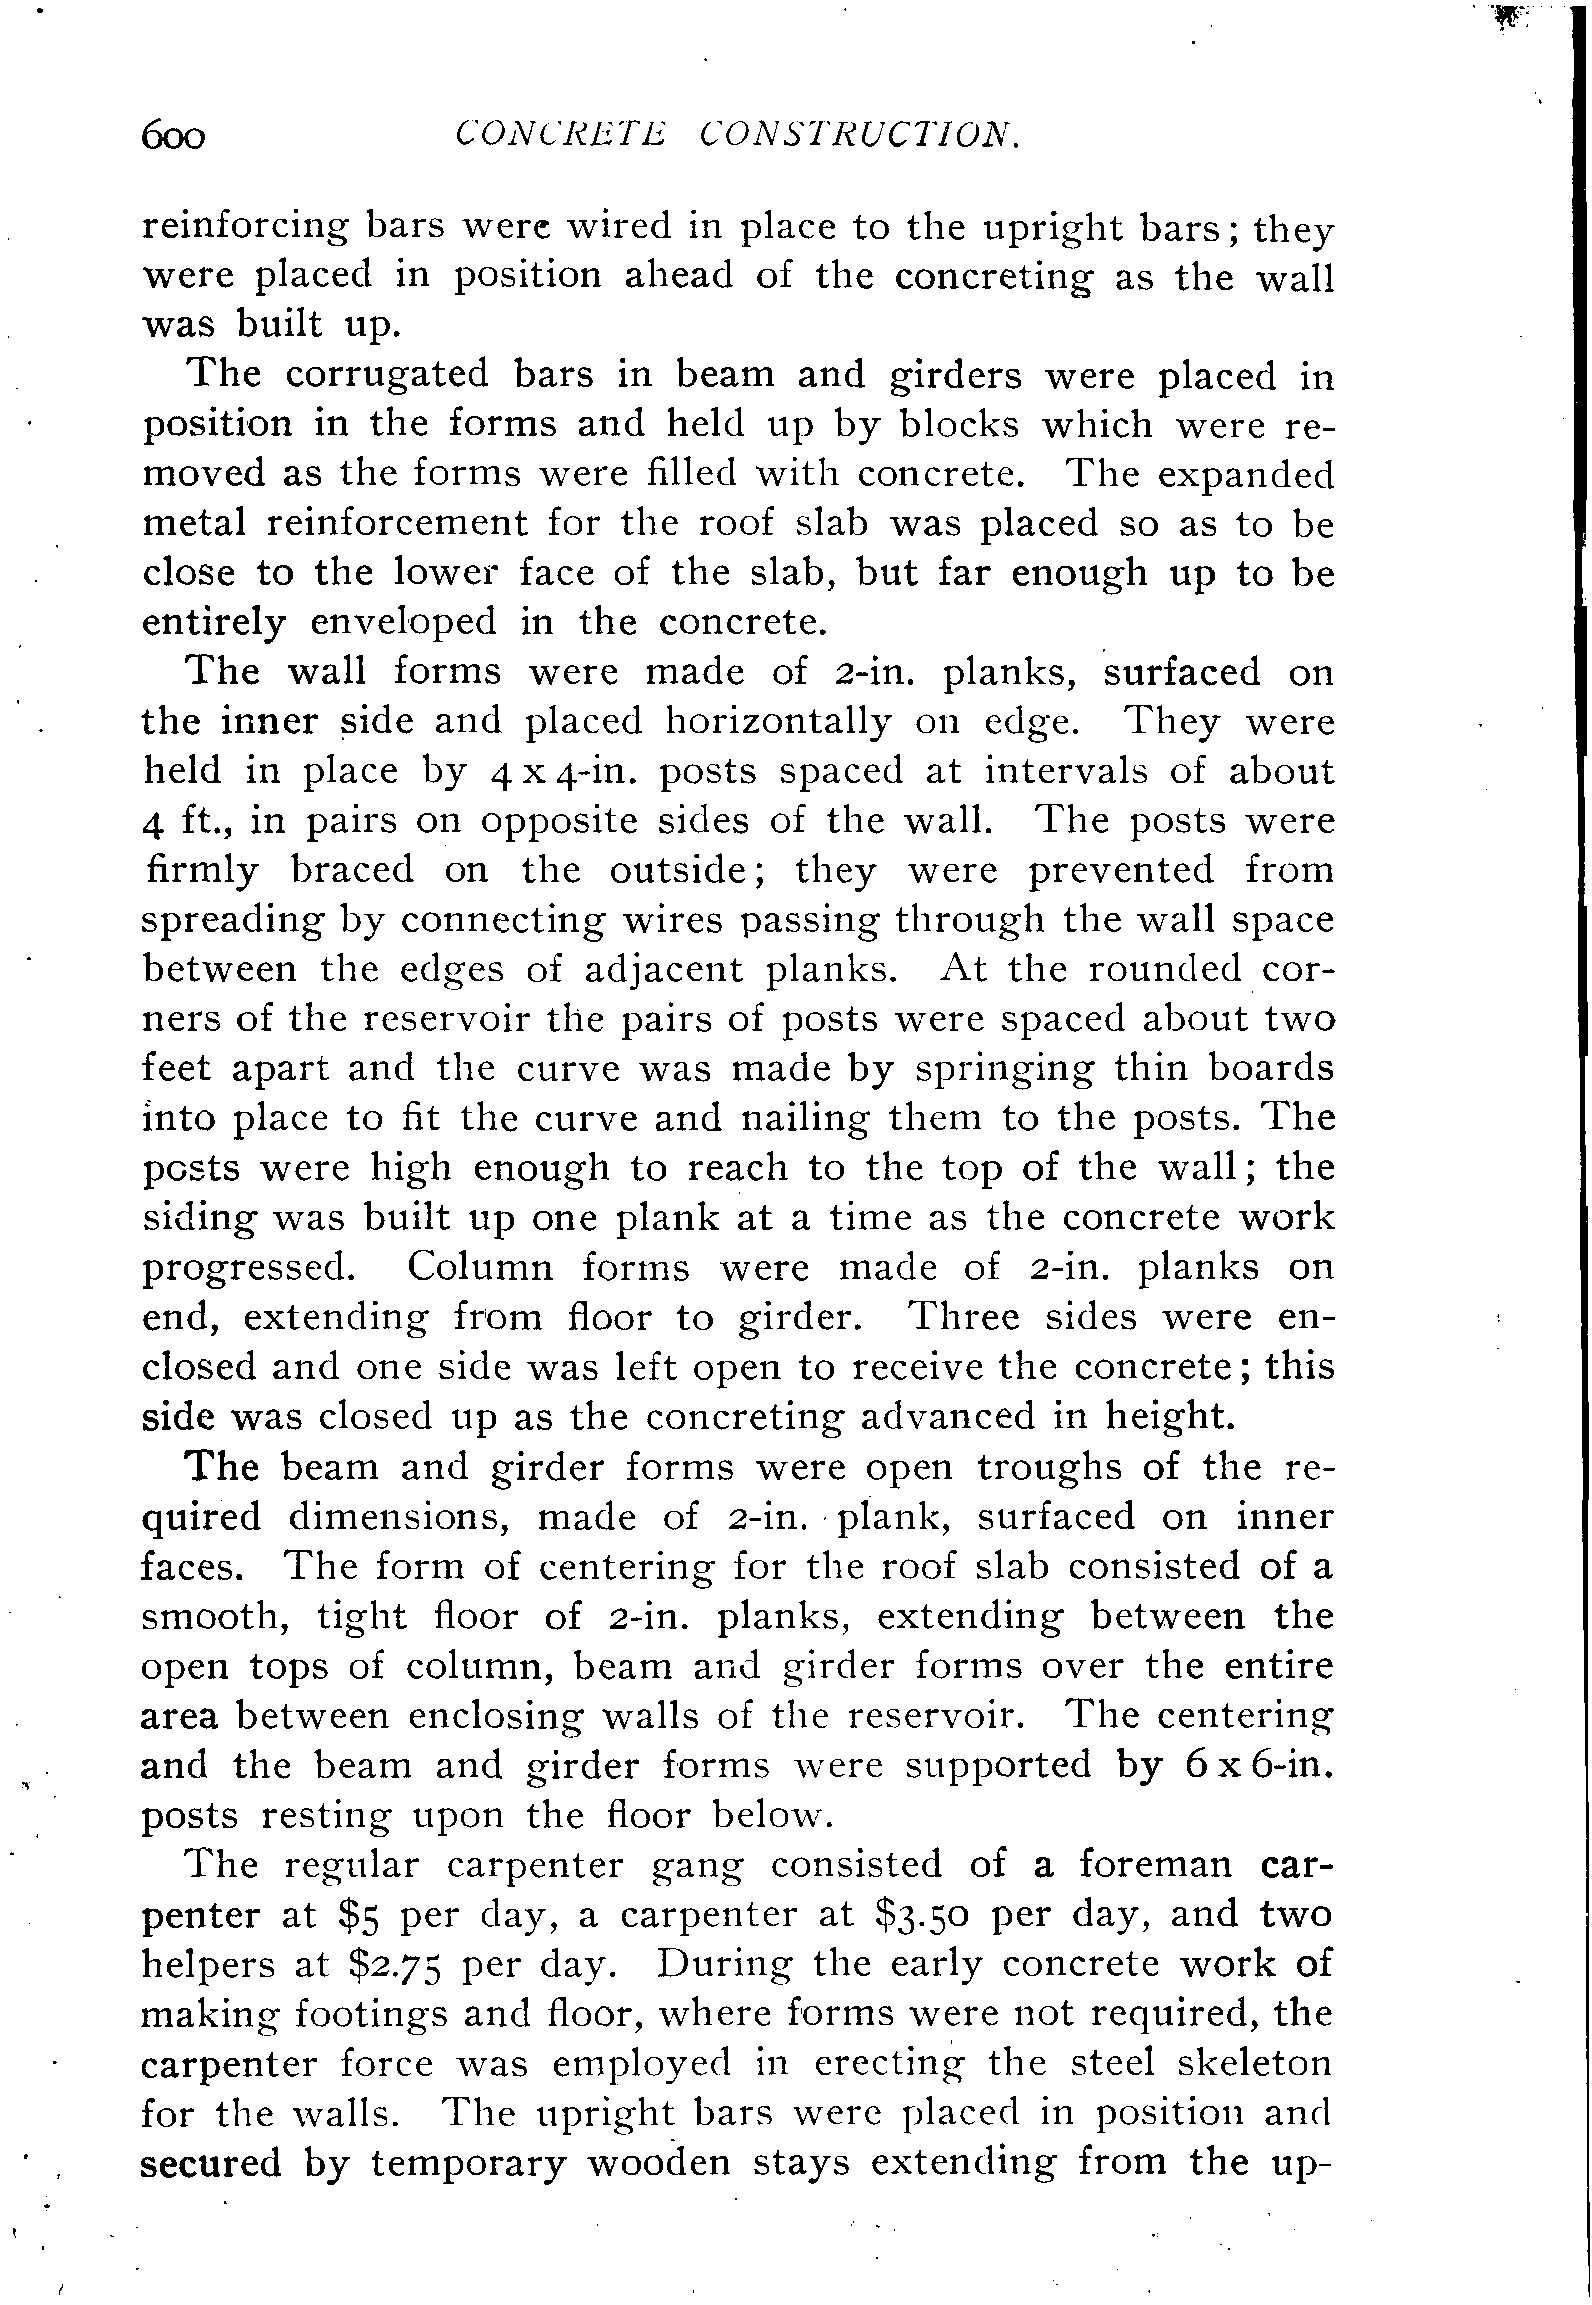 600 CONCRETE CONSTRUCTION.
reinforcing bars were wired in place to the upright bars; they
were placed in position ahead of the concreting as the wall
was built up.
The corrugated bars in beam and girders were placed in
position in the forms and held up by blocks which were re-
moved as the forms were filled with concrete. The expanded
metal reinforcement for the roof slab was placed so as to be
close to the lower face of the slab, but far enough up to be
entirely enveloped in the concrete.
The wall forms were made of 2-in. planks, surfaced on
the inner side and placed horizontally on edge. They were
held in place by 4 x 4-in. posts spaced at intervals of about
4 ft., in pairs on opposite sides of the wall. The posts were
firmly braced on the outside; they were prevented from
spreading by connecting wires passing through the wall space
between the edges of adjacent planks. At the rounded cor-
ners of the reservoir the pairs of posts were spaced about two
feet apart and the curve was made by springing thin boards
into place to fit the curve and nailing them to the posts. The
posts were high enough to reach to the top of the wall; the
siding was built up one plank at a time as the concrete work
progressed. Column forms were made of 2-in. planks on
end, extending from floor to girder. Three sides were en-
closed and one side was left open to receive the concrete; this
side was closed up as the concreting advanced in height.
The beam and girder forms were open troughs of the re-
quired dimensions, made of 2-in. plank, surfaced on inner
faces. The form of centering for the roof slab consisted of a
smooth, tight floor of 2-in. planks, extending between the
open tops of column, beam and girder forms over the entire
area between enclosing walls of the reservoir. The centering
and the beam and girder forms were supported by 6 x 6-in.
posts resting upon the floor below.
The regular carpenter gang consisted of a foreman car-
penter at $5 per day, a carpenter at $3.50 per day, and two
helpers at $2.75 per day. During the early concrete work of
making footings and floor, where forms were not required, the
carpenter force was employed in erecting the steel skeleton
for the walls. The upright bars were placed in position and
secured by temporary wooden stays extending from the up-